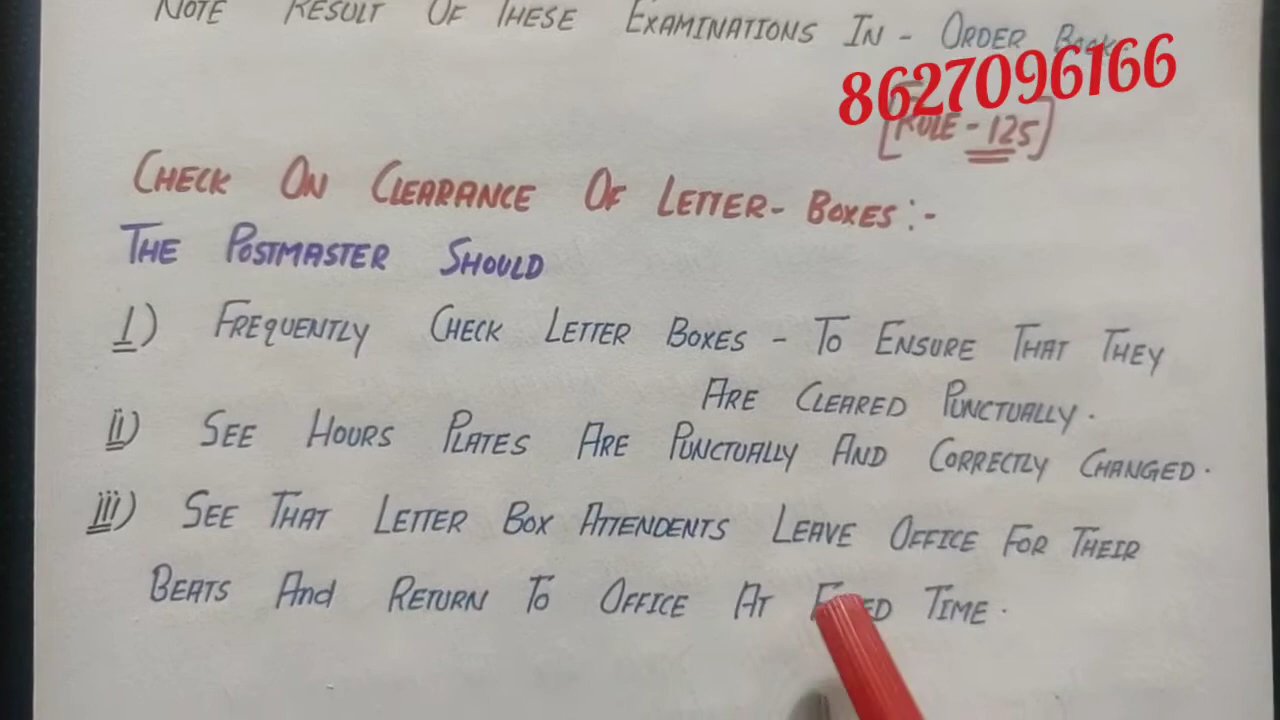 NOTE RESULT OF THESE EXAMINATIONS IN - ORDER BOOK
8627096166
[RULE - 125]
CHECK ON CLEARANCE OF LETTER- BOXES:-
THE POSTMASTER SHOULD
I) FREQUENTLY CHECK LETTER BOXES - TO ENSURE THAT THEY
ARE CLEARED PUNCTUALLY.
II) SEE HOURS PLATES ARE PUNCTUALLY AND CORRECTLY CHANGED.
iii) SEE THAT LETTER BOX ATTENDENTS LEAVE OFFICE FOR THEIR
BEATS And RETURN TO OFFICE AT TIME.